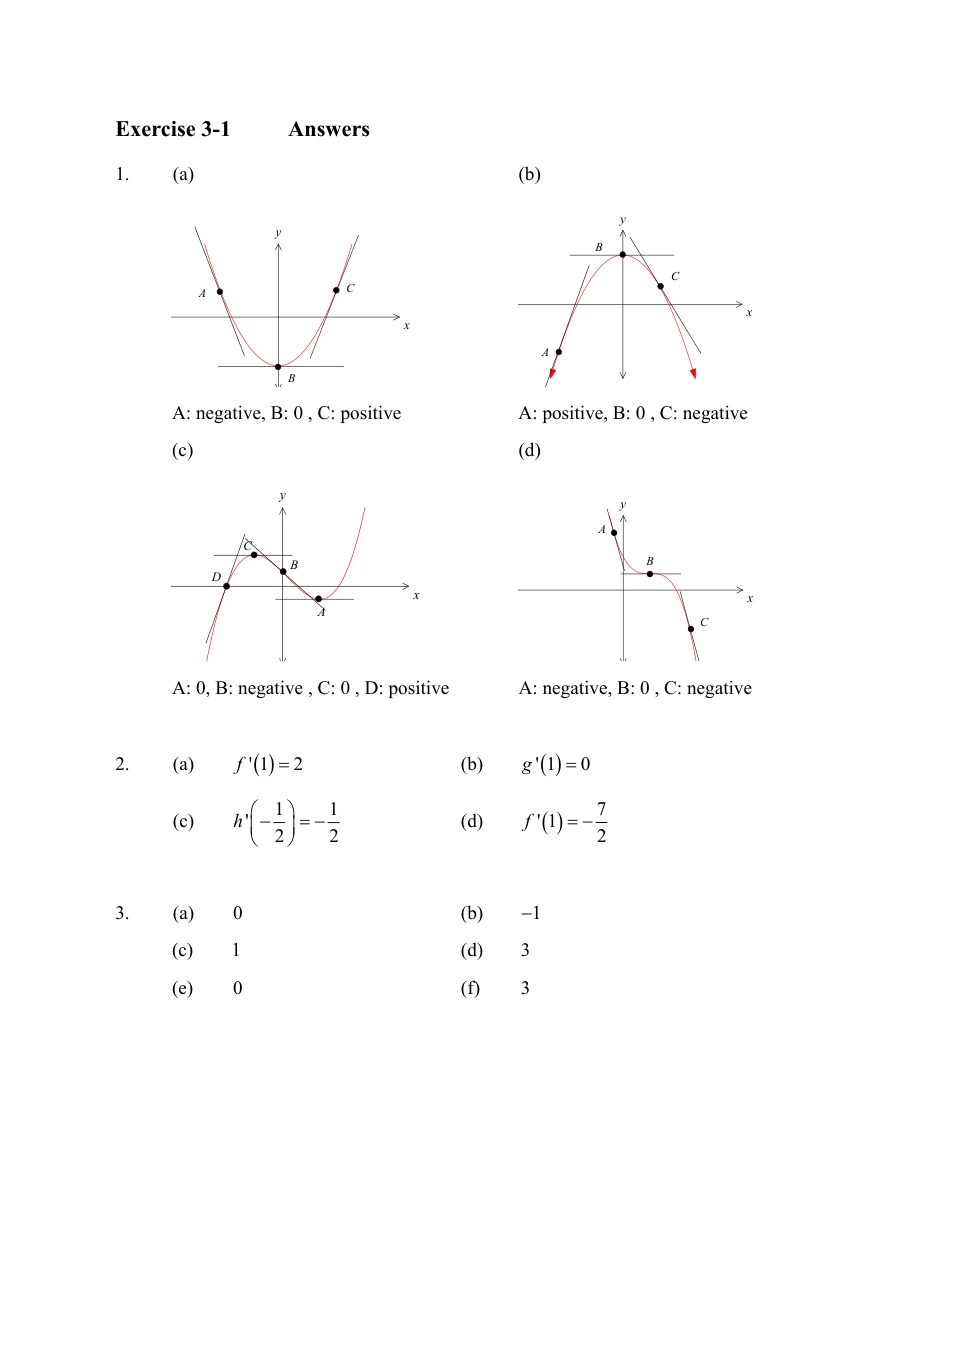 Exercise 3-1 Answers
1. (a) (b)
y
A
C
x
B
y
B
C
x
A
A: negative, B: 0 , C: positive A: positive, B: 0 , C: negative
(c) (d)
y
C
B
D
x
A
y
A
B
x
C
A: 0, B: negative , C: 0 , D: positive A: negative, B: 0 , C: negative
2. (a) f '(1) = 2 (b) g '(1) = 0
(c) h'(−1/2) = −1/2 (d) f '(1) = −7/2
3. (a) 0 (b) −1
(c) 1 (d) 3
(e) 0 (f) 3